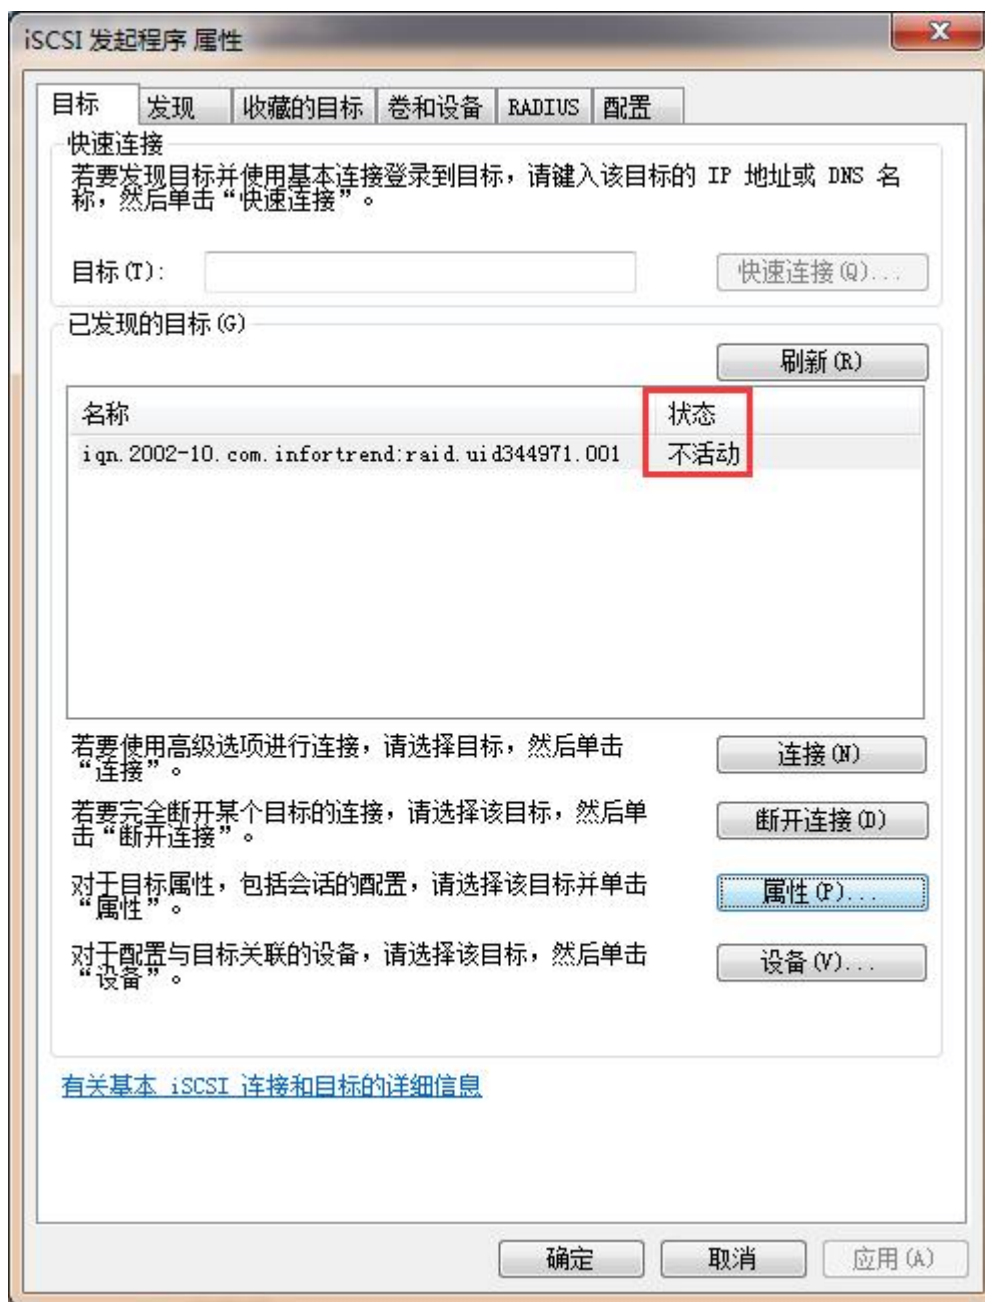 iSCSI 发起程序 属性
目标 发现 收藏的目标 卷和设备 RADIUS 配置
快速连接
若要发现目标并使用基本连接登录到目标，请键入该目标的 IP 地址或 DNS 名
称，然后单击“快速连接”。
目标(T): 快速连接(Q)...
已发现的目标(G)
刷新(R)
名称 状态
iqn.2002-10.com.infortrend:raid.uid344971.001 不活动
若要使用高级选项进行连接，请选择目标，然后单击
“连接”。
连接(N)
若要完全断开某个目标的连接，请选择该目标，然后单
击“断开连接”。
断开连接(D)
对于目标属性，包括会话的配置，请选择该目标并单击
“属性”。
属性(P)...
对于配置与目标关联的设备，请选择该目标，然后单击
“设备”。
设备(V)...
有关基本 iSCSI 连接和目标的详细信息
确定 取消 应用(A)